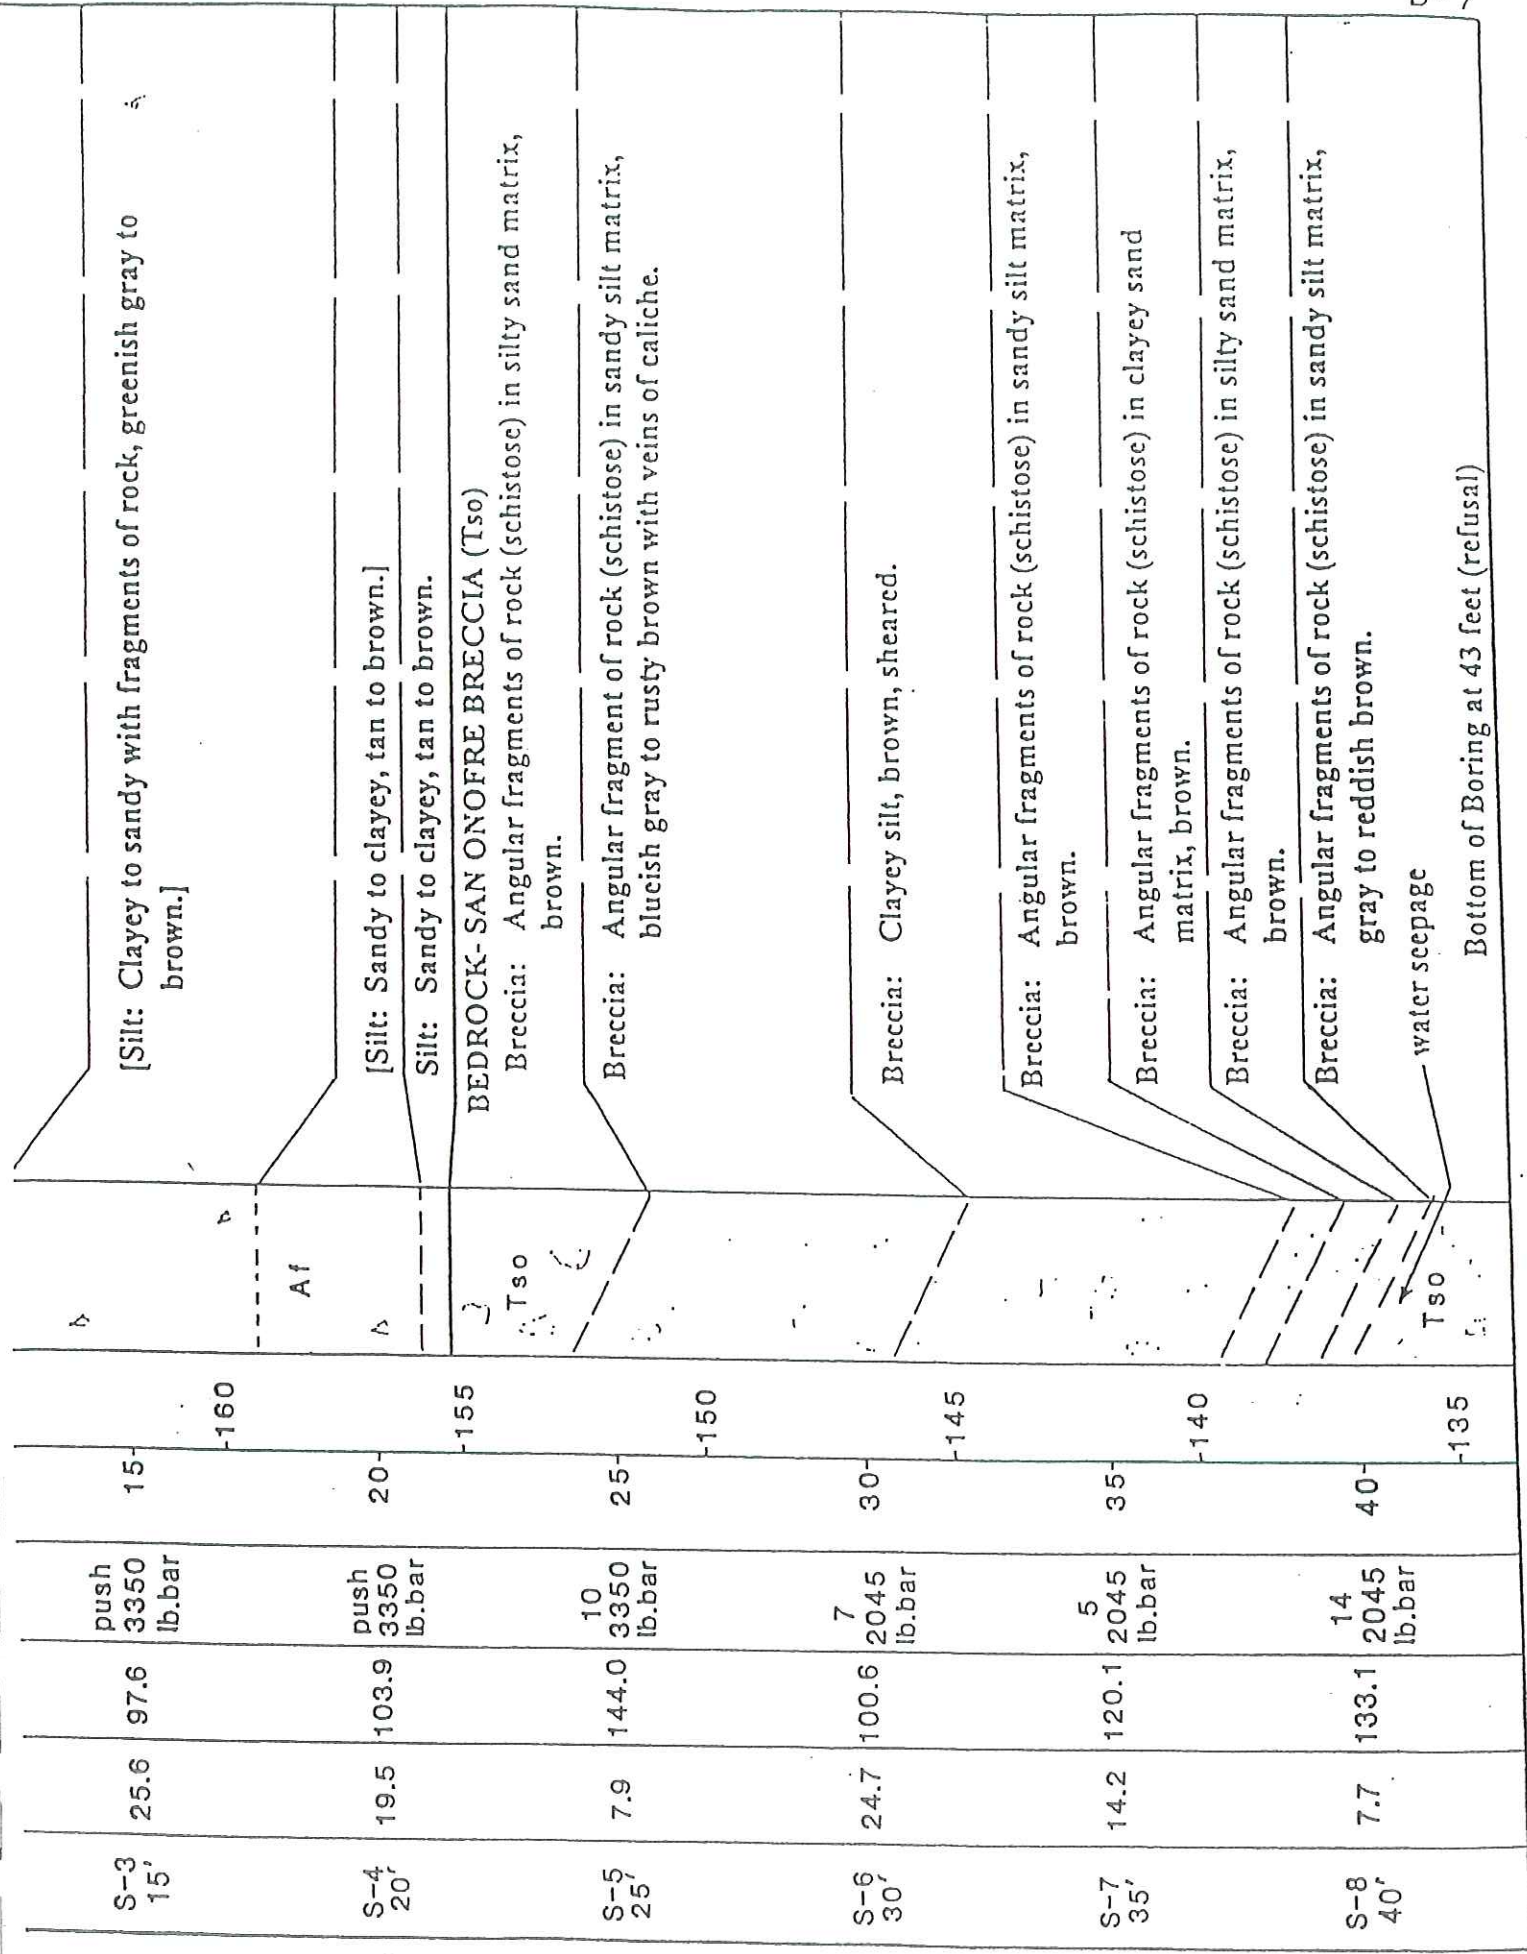 S-3
15'
25.6
97.6
push
3350
lb.bar
15
160
[Silt: Clayey to sandy with fragments of rock, greenish gray to
brown.]
Af
S-4
20'
19.5
103.9
push
3350
lb.bar
20
[Silt: Sandy to clayey, tan to brown.]
Silt: Sandy to clayey, tan to brown.
155
BEDROCK- SAN ONOFRE BRECCIA (Tso)
Breccia: Angular fragments of rock (schistose) in silty sand matrix,
brown.
Tso
S-5
25'
7.9
144.0
10
3350
lb.bar
25
Breccia: Angular fragment of rock (schistose) in sandy silt matrix,
blueish gray to rusty brown with veins of caliche.
150
S-6
30'
24.7
100.6
7
2045
lb.bar
30
Breccia: Clayey silt, brown, sheared.
145
Breccia: Angular fragments of rock (schistose) in sandy silt matrix,
brown.
S-7
35'
14.2
120.1
5
2045
lb.bar
35
Breccia: Angular fragments of rock (schistose) in clayey sand
matrix, brown.
140
Breccia: Angular fragments of rock (schistose) in silty sand matrix,
brown.
S-8
40'
7.7
133.1
14
2045
lb.bar
40
Breccia: Angular fragments of rock (schistose) in sandy silt matrix,
gray to reddish brown.
water seepage
Tso
135
Bottom of Boring at 43 feet (refusal)